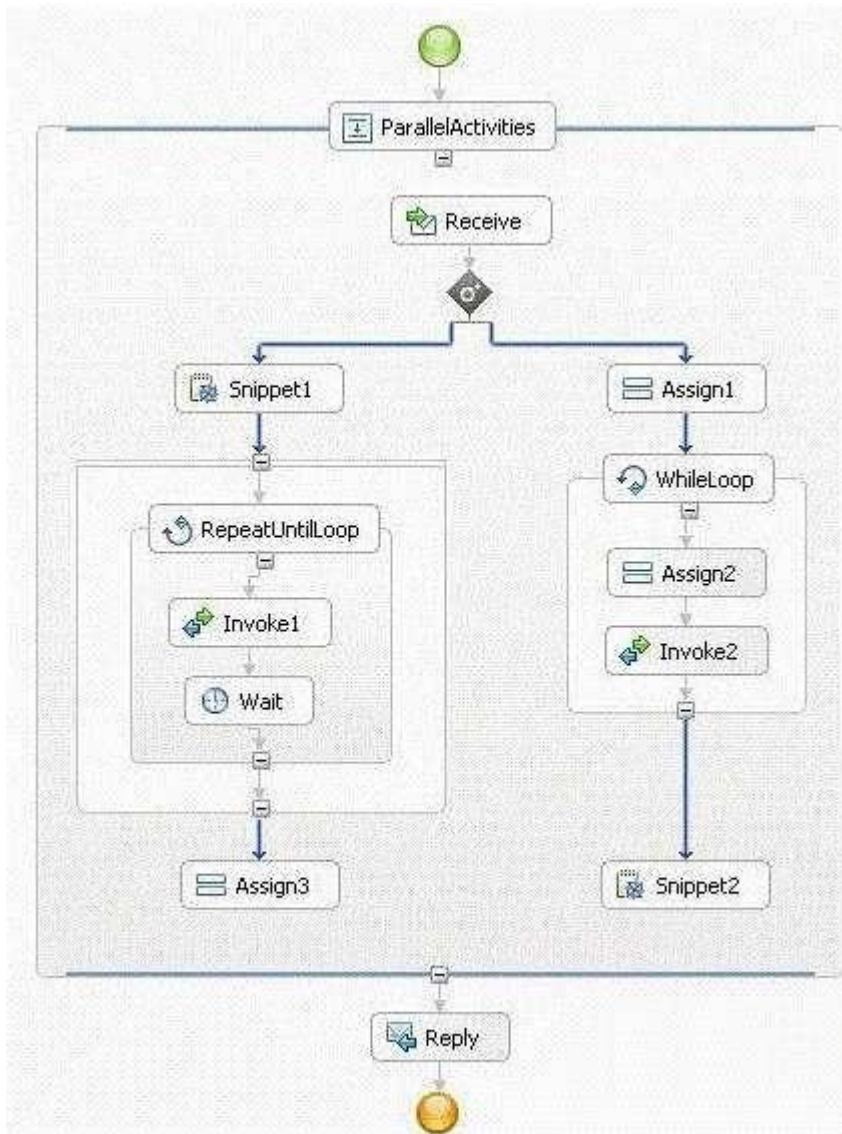 ParallelActivities
Receive
Snippet1
Assign1
WhileLoop
RepeatUntilLoop
Assign2
Invoke1
Invoke2
Wait
Assign3
Snippet2
Reply